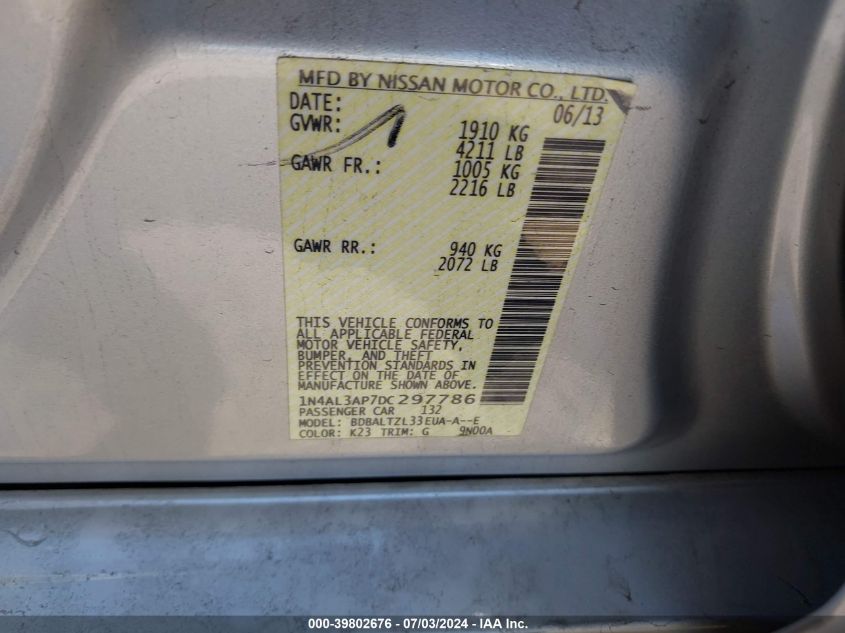 MFD BY NISSAN MOTOR CO., LTD.
DATE: 06/13
GVWR: 1910 KG
4211 LB
GAWR FR.: 1005 KG
2216 LB
GAWR RR.: 940 KG
2072 LB
THIS VEHICLE CONFORMS TO
ALL APPLICABLE FEDERAL
MOTOR VEHICLE SAFETY,
BUMPER, AND THEFT
PREVENTION STANDARDS IN
EFFECT ON THE DATE OF
MANUFACTURE SHOWN ABOVE.
1N4AL3AP7DC297786
PASSENGER CAR 132
MODEL: BDBALTZL33EUA-A--E
COLOR: K23 TRIM: G 9N00A
000-39802676 - 07/03/2024 - IAA Inc.